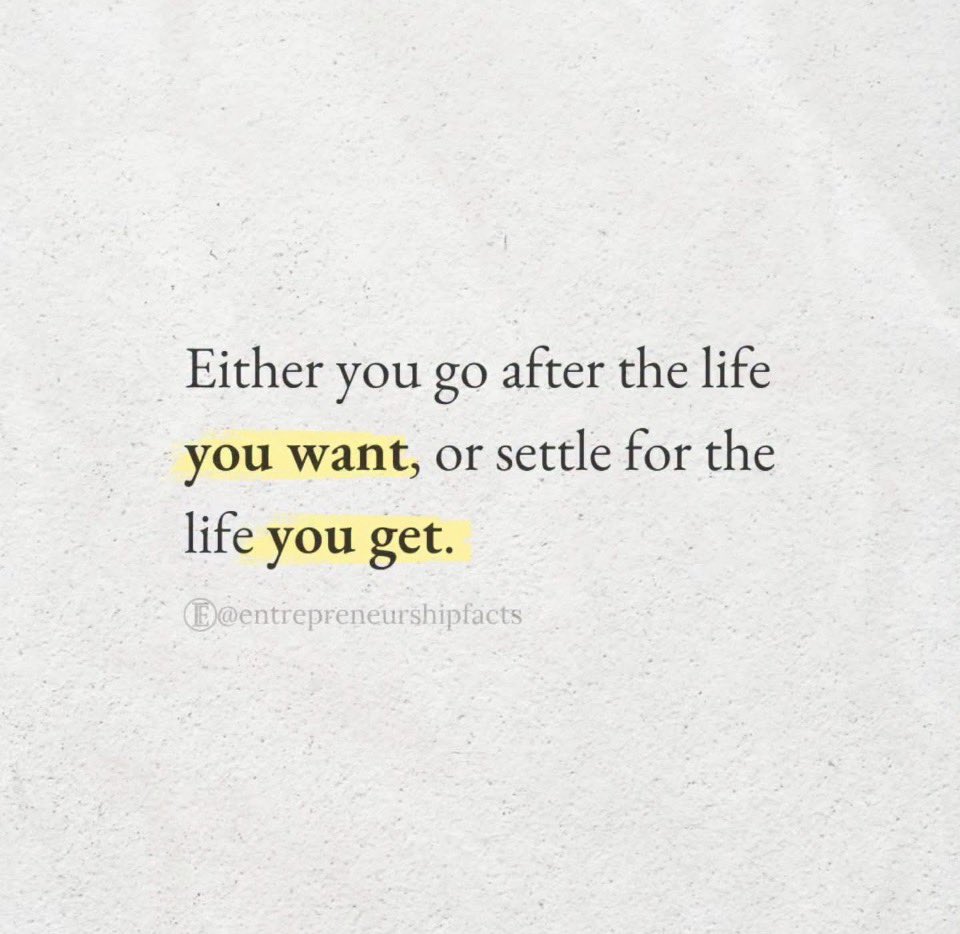 Either you go after the life
you want, or settle for the
life you get.
E@entrepreneurshipfacts